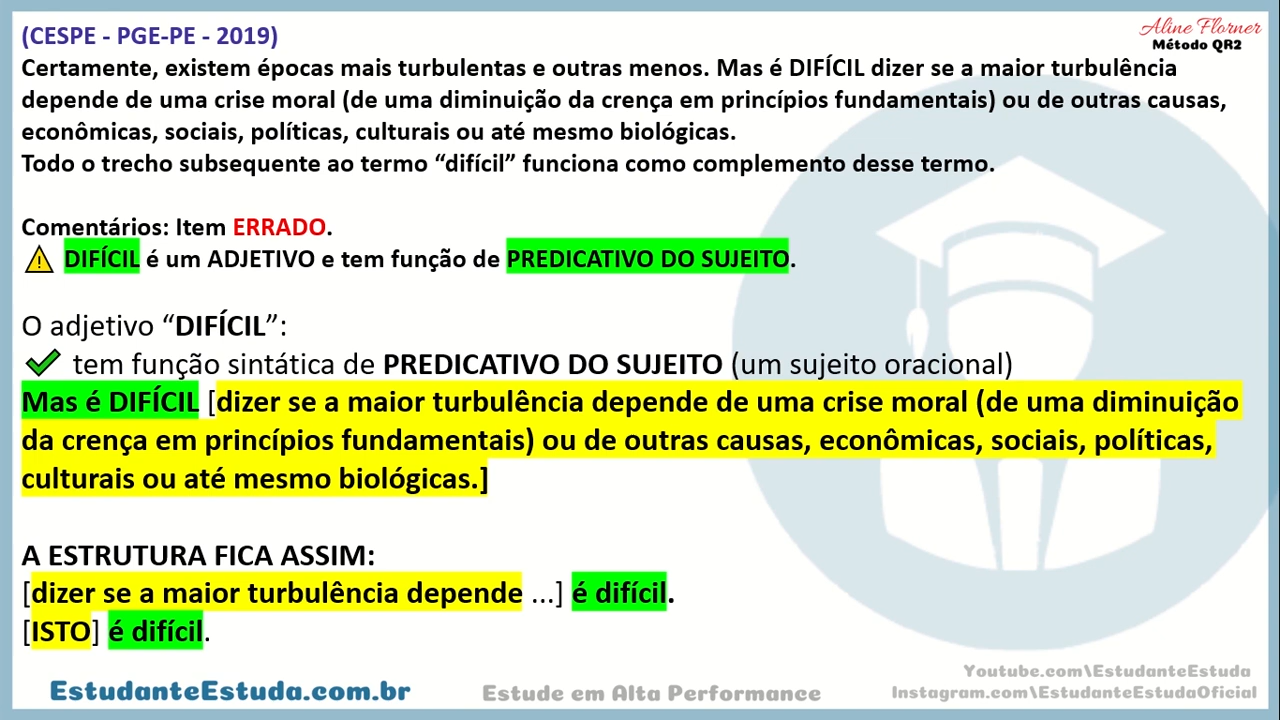 (CESPE - PGE-PE - 2019)
Aline Florner
Método QR2
Certamente, existem épocas mais turbulentas e outras menos. Mas é DIFÍCIL dizer se a maior turbulência
depende de uma crise moral (de uma diminuição da crença em princípios fundamentais) ou de outras causas,
econômicas, sociais, políticas, culturais ou até mesmo biológicas.
Todo o trecho subsequente ao termo “difícil” funciona como complemento desse termo.
Comentários: Item ERRADO.
DIFÍCIL é um ADJETIVO e tem função de PREDICATIVO DO SUJEITO.
O adjetivo “DIFÍCIL”:
tem função sintática de PREDICATIVO DO SUJEITO (um sujeito oracional)
Mas é DIFÍCIL [dizer se a maior turbulência depende de uma crise moral (de uma diminuição
da crença em princípios fundamentais) ou de outras causas, econômicas, sociais, políticas,
culturais ou até mesmo biológicas.]
A ESTRUTURA FICA ASSIM:
[dizer se a maior turbulência depende ...] é difícil.
[ISTO] é difícil.
EstudanteEstuda.com.br
Estude em Alta Performance
Youtube.com\EstudanteEstuda
Instagram.com\EstudanteEstudaOficial